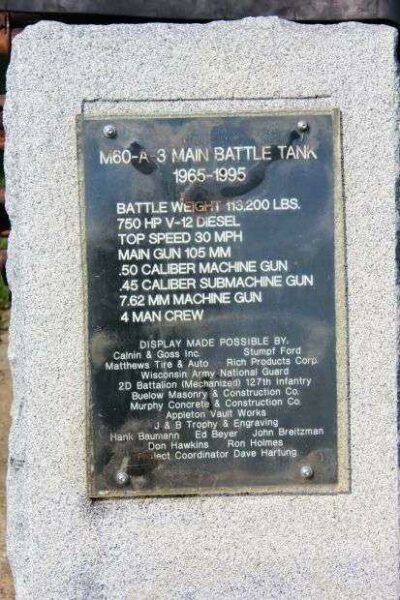 M60-A-3 MAIN BATTLE TANK
1965-1995
BATTLE WEIGHT 113,200 LBS.
750 HP V-12 DIESEL
TOP SPEED 30 MPH
MAIN GUN 105 MM
.50 CALIBER MACHINE GUN
.45 CALIBER SUBMACHINE GUN
7.62 MM MACHINE GUN
4 MAN CREW
DISPLAY MADE POSSIBLE BY:
Calnin & Goss Inc. Stumpf Ford
Matthews Tire & Auto Rich Products Corp.
Wisconsin Army National Guard
2D Battalion (Mechanized) 127th Infantry
Buelow Masonry & Construction Co.
Murphy Concrete & Construction Co.
Appleton Vault Works
J & B Trophy & Engraving
Hank Baumann Ed Beyer John Breitzman
Don Hawkins Ron Holmes
Project Coordinator Dave Hartung